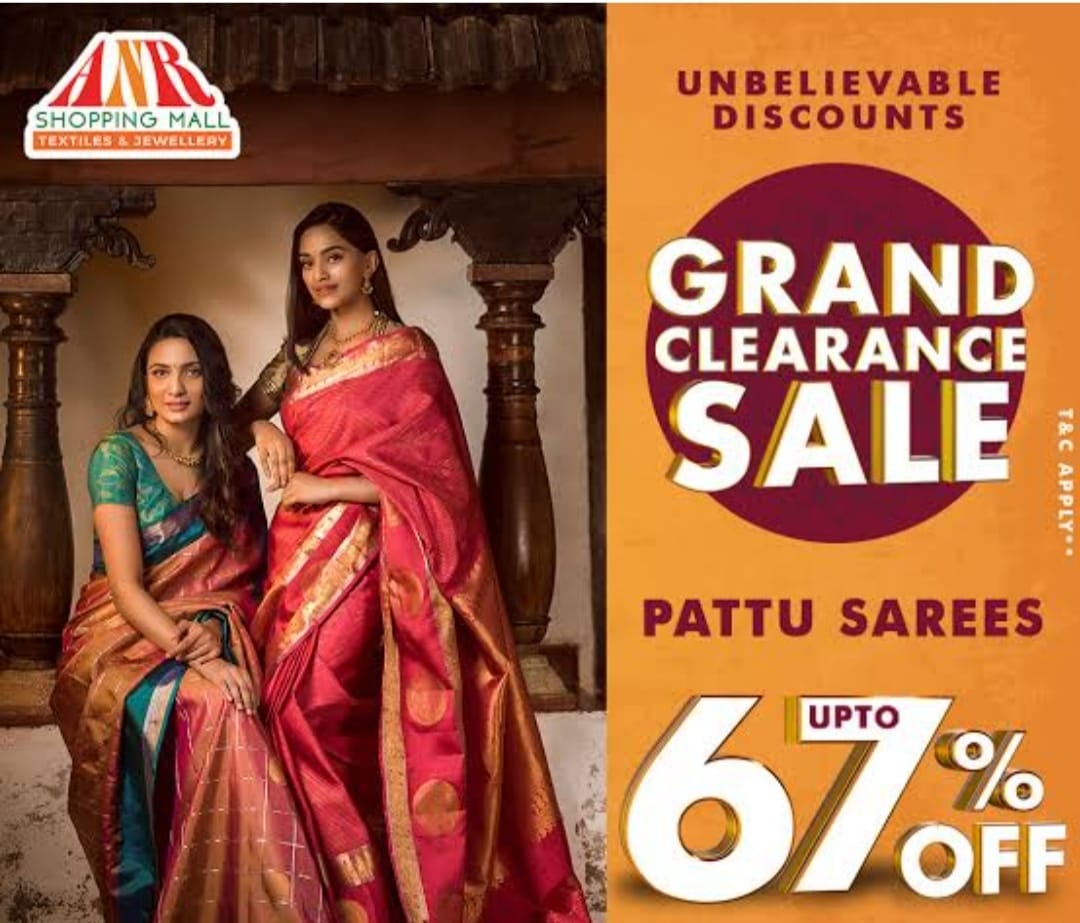 ANR
SHOPPING MALL
TEXTILES & JEWELLERY
UNBELIEVABLE
DISCOUNTS
GRAND
CLEARANCE
SALE
T&C APPLY**
PATTU SAREES
UPTO
67%
OFF